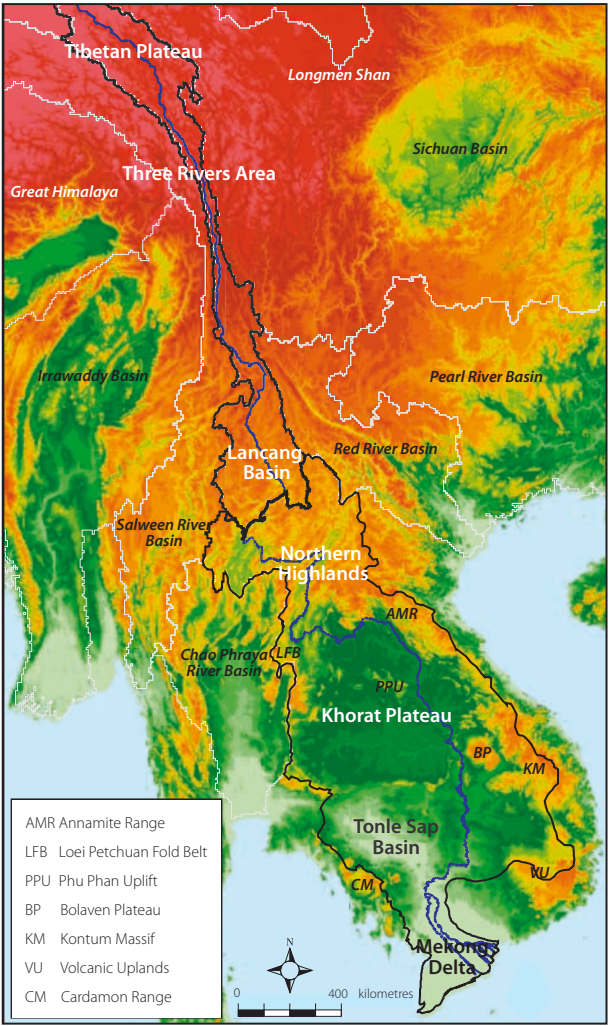 Tibetan Plateau
Longmen Shan
Sichuan Basin
Three Rivers Area
Great Himalaya
Irrawaddy Basin
Pearl River Basin
Red River Basin
Lancang
Basin
Salween River
Basin
Northern
Highlands
AMR
Chao Phraya
River Basin
LFB
PPU
Khorat Plateau
BP
KM
Tonle Sap
Basin
VU
CM
Mekong
Delta
AMR Annamite Range
LFB Loei Petchuan Fold Belt
PPU Phu Phan Uplift
BP Bolaven Plateau
KM Kontum Massif
VU Volcanic Uplands
CM Cardamon Range
N
0 400 kilometres